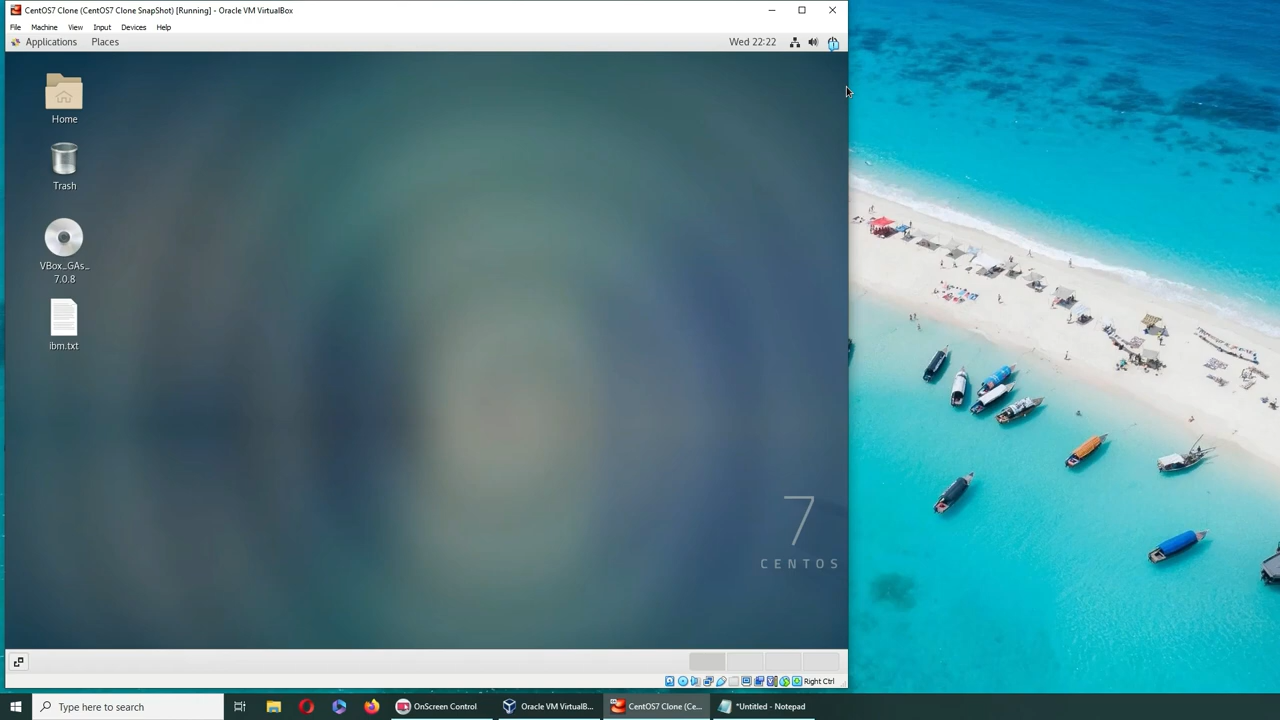 CentOS7 Clone (CentOS7 Clone SnapShot) [Running] - Oracle VM VirtualBox
File Machine View Input Devices Help
Applications Places Wed 22:22
Home
Trash
VBox_GAs_
7.0.8
ibm.txt
7
CENTOS
Right Ctrl
Type here to search OnScreen Control Oracle VM VirtualB... CentOS7 Clone (Ce... *Untitled - Notepad